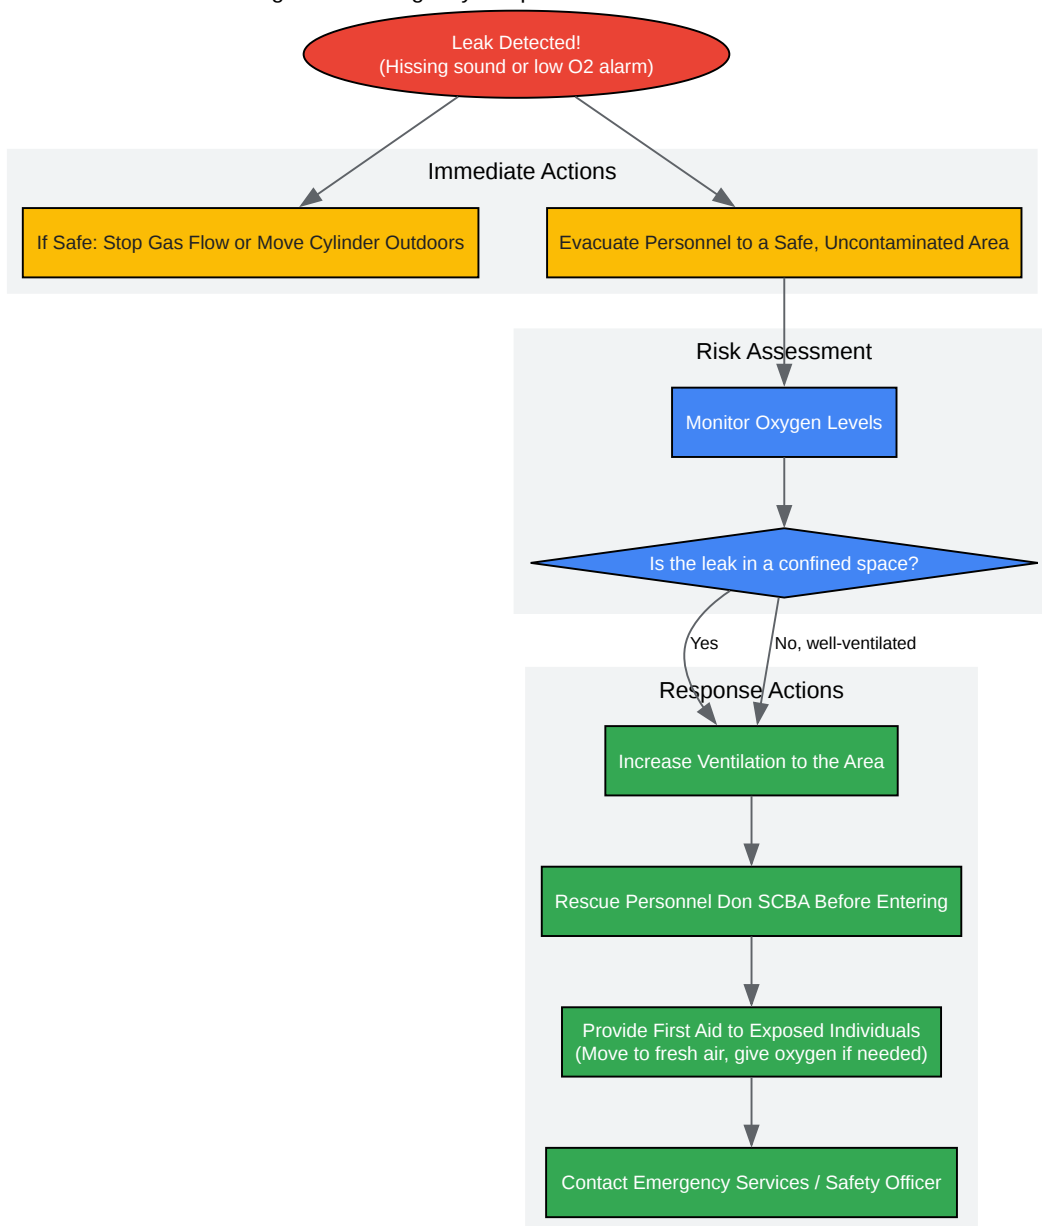 Leak Detected!
(Hissing sound or low O2 alarm)
Immediate Actions
If Safe: Stop Gas Flow or Move Cylinder Outdoors
Evacuate Personnel to a Safe, Uncontaminated Area
Risk Assessment
Monitor Oxygen Levels
Is the leak in a confined space?
Yes
No, well-ventilated
Response Actions
Increase Ventilation to the Area
Rescue Personnel Don SCBA Before Entering
Provide First Aid to Exposed Individuals
(Move to fresh air, give oxygen if needed)
Contact Emergency Services / Safety Officer